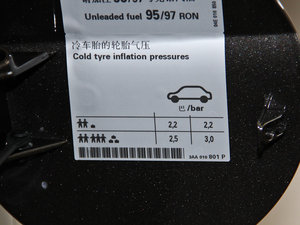 Unleaded fuel 95/97 RON
冷车胎的轮胎气压
Cold tyre inflation pressures
巴/bar
2,2 2,2
2,5 3,0
3AA 010 801 P